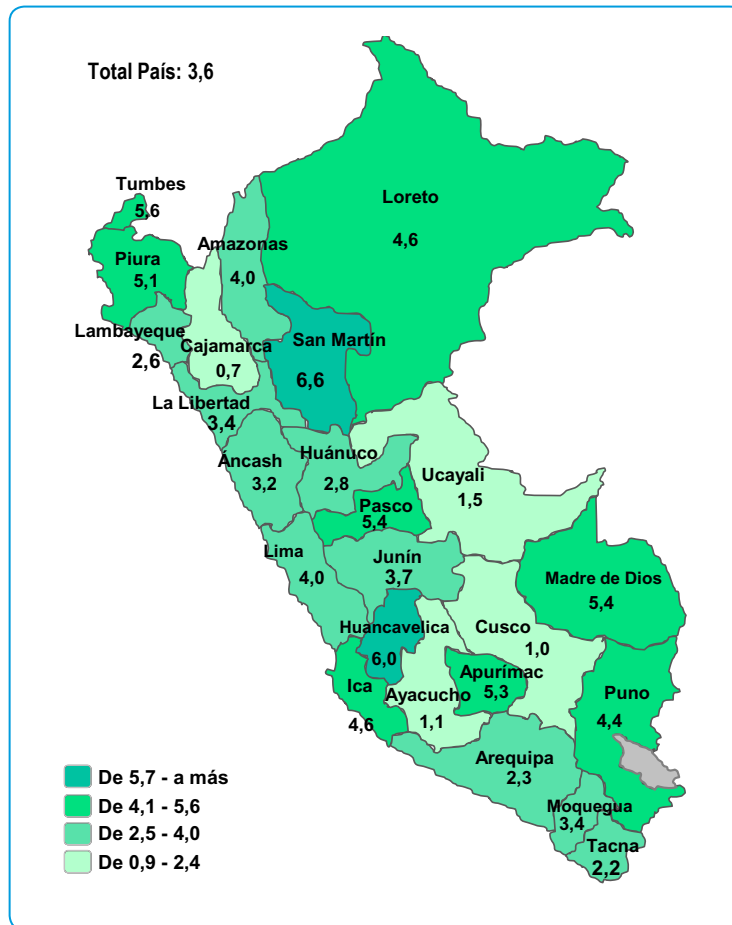 Total País: 3,6
Tumbes
5,6
Loreto
4,6
Amazonas
4,0
Piura
5,1
Lambayeque
2,6
Cajamarca
0,7
San Martín
6,6
La Libertad
3,4
Áncash
3,2
Huánuco
2,8
Ucayali
1,5
Pasco
5,4
Lima
4,0
Junín
3,7
Madre de Dios
5,4
Huancavelica
6,0
Cusco
1,0
Ica
4,6
Ayacucho
1,1
Apurímac
5,3
Puno
4,4
Arequipa
2,3
Moquegua
3,4
Tacna
2,2
De 5,7 - a más
De 4,1 - 5,6
De 2,5 - 4,0
De 0,9 - 2,4